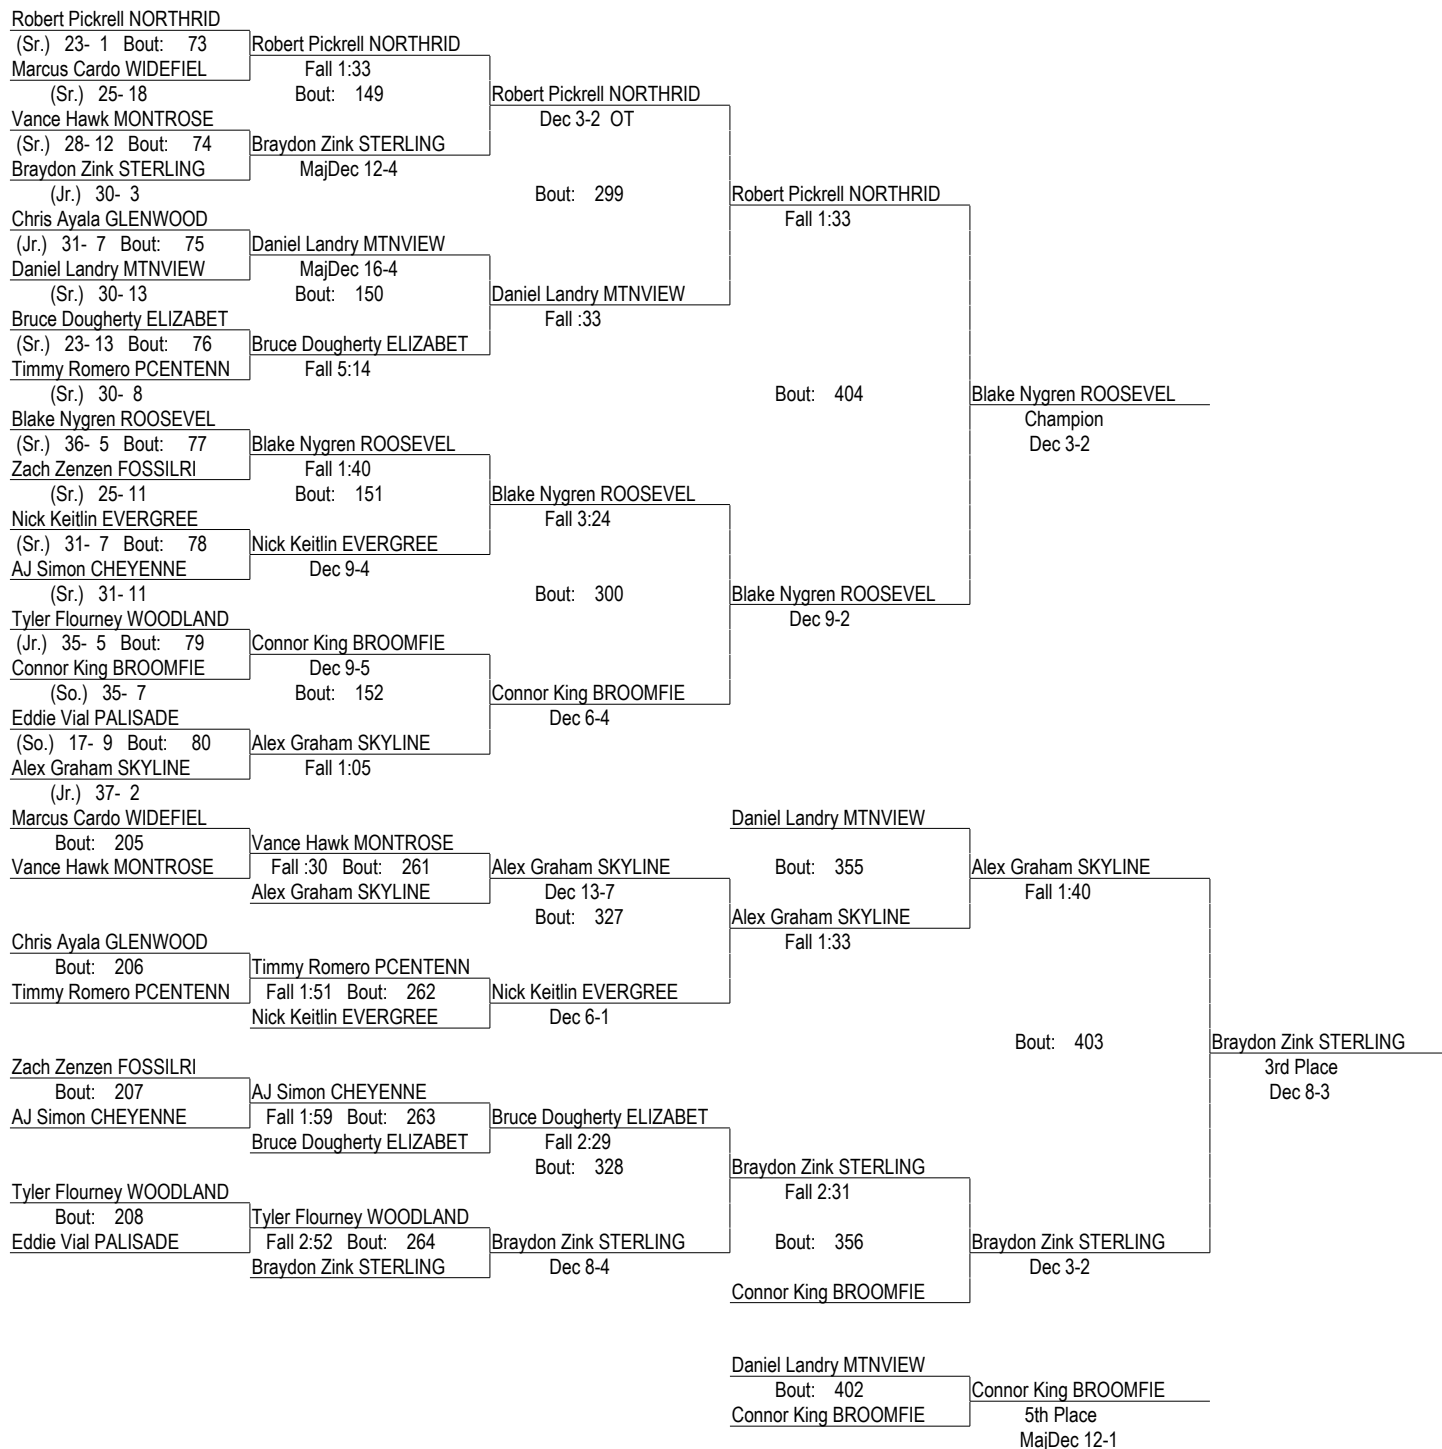 Robert Pickrell NORTHRID
(Sr.) 23- 1 Bout: 73 Robert Pickrell NORTHRID
Marcus Cardo WIDEFIEL Fall 1:33
(Sr.) 25- 18 Bout: 149 Robert Pickrell NORTHRID
Vance Hawk MONTROSE Dec 3-2 OT
(Sr.) 28- 12 Bout: 74 Braydon Zink STERLING
Braydon Zink STERLING MajDec 12-4
(Jr.) 30- 3 Bout: 299 Robert Pickrell NORTHRID
Chris Ayala GLENWOOD Fall 1:33
(Jr.) 31- 7 Bout: 75 Daniel Landry MTNVIEW
Daniel Landry MTNVIEW MajDec 16-4
(Sr.) 30- 13 Bout: 150 Daniel Landry MTNVIEW
Bruce Dougherty ELIZABET Fall :33
(Sr.) 23- 13 Bout: 76 Bruce Dougherty ELIZABET
Timmy Romero PCENTENN Fall 5:14
(Sr.) 30- 8 Bout: 404 Blake Nygren ROOSEVEL
Blake Nygren ROOSEVEL Champion
(Sr.) 36- 5 Bout: 77 Blake Nygren ROOSEVEL Dec 3-2
Zach Zenzen FOSSILRI Fall 1:40
(Sr.) 25- 11 Bout: 151 Blake Nygren ROOSEVEL
Nick Keitlin EVERGREE Fall 3:24
(Sr.) 31- 7 Bout: 78 Nick Keitlin EVERGREE
AJ Simon CHEYENNE Dec 9-4
(Sr.) 31- 11 Bout: 300 Blake Nygren ROOSEVEL
Tyler Flourney WOODLAND Dec 9-2
(Jr.) 35- 5 Bout: 79 Connor King BROOMFIE
Connor King BROOMFIE Dec 9-5
(So.) 35- 7 Bout: 152 Connor King BROOMFIE
Eddie Vial PALISADE Dec 6-4
(So.) 17- 9 Bout: 80 Alex Graham SKYLINE
Alex Graham SKYLINE Fall 1:05
(Jr.) 37- 2
Marcus Cardo WIDEFIEL Daniel Landry MTNVIEW
Bout: 205 Vance Hawk MONTROSE
Vance Hawk MONTROSE Fall :30 Bout: 261 Alex Graham SKYLINE Bout: 355 Alex Graham SKYLINE
Alex Graham SKYLINE Dec 13-7 Fall 1:40
Bout: 327 Alex Graham SKYLINE
Chris Ayala GLENWOOD Fall 1:33
Bout: 206 Timmy Romero PCENTENN
Timmy Romero PCENTENN Fall 1:51 Bout: 262 Nick Keitlin EVERGREE
Nick Keitlin EVERGREE Dec 6-1
Bout: 403 Braydon Zink STERLING
Zach Zenzen FOSSILRI 3rd Place
Bout: 207 AJ Simon CHEYENNE Dec 8-3
AJ Simon CHEYENNE Fall 1:59 Bout: 263 Bruce Dougherty ELIZABET
Bruce Dougherty ELIZABET Fall 2:29
Bout: 328 Braydon Zink STERLING
Tyler Flourney WOODLAND Fall 2:31
Bout: 208 Tyler Flourney WOODLAND
Eddie Vial PALISADE Fall 2:52 Bout: 264 Braydon Zink STERLING Bout: 356 Braydon Zink STERLING
Braydon Zink STERLING Dec 8-4 Dec 3-2
Connor King BROOMFIE
Daniel Landry MTNVIEW
Bout: 402 Connor King BROOMFIE
Connor King BROOMFIE 5th Place
MajDec 12-1